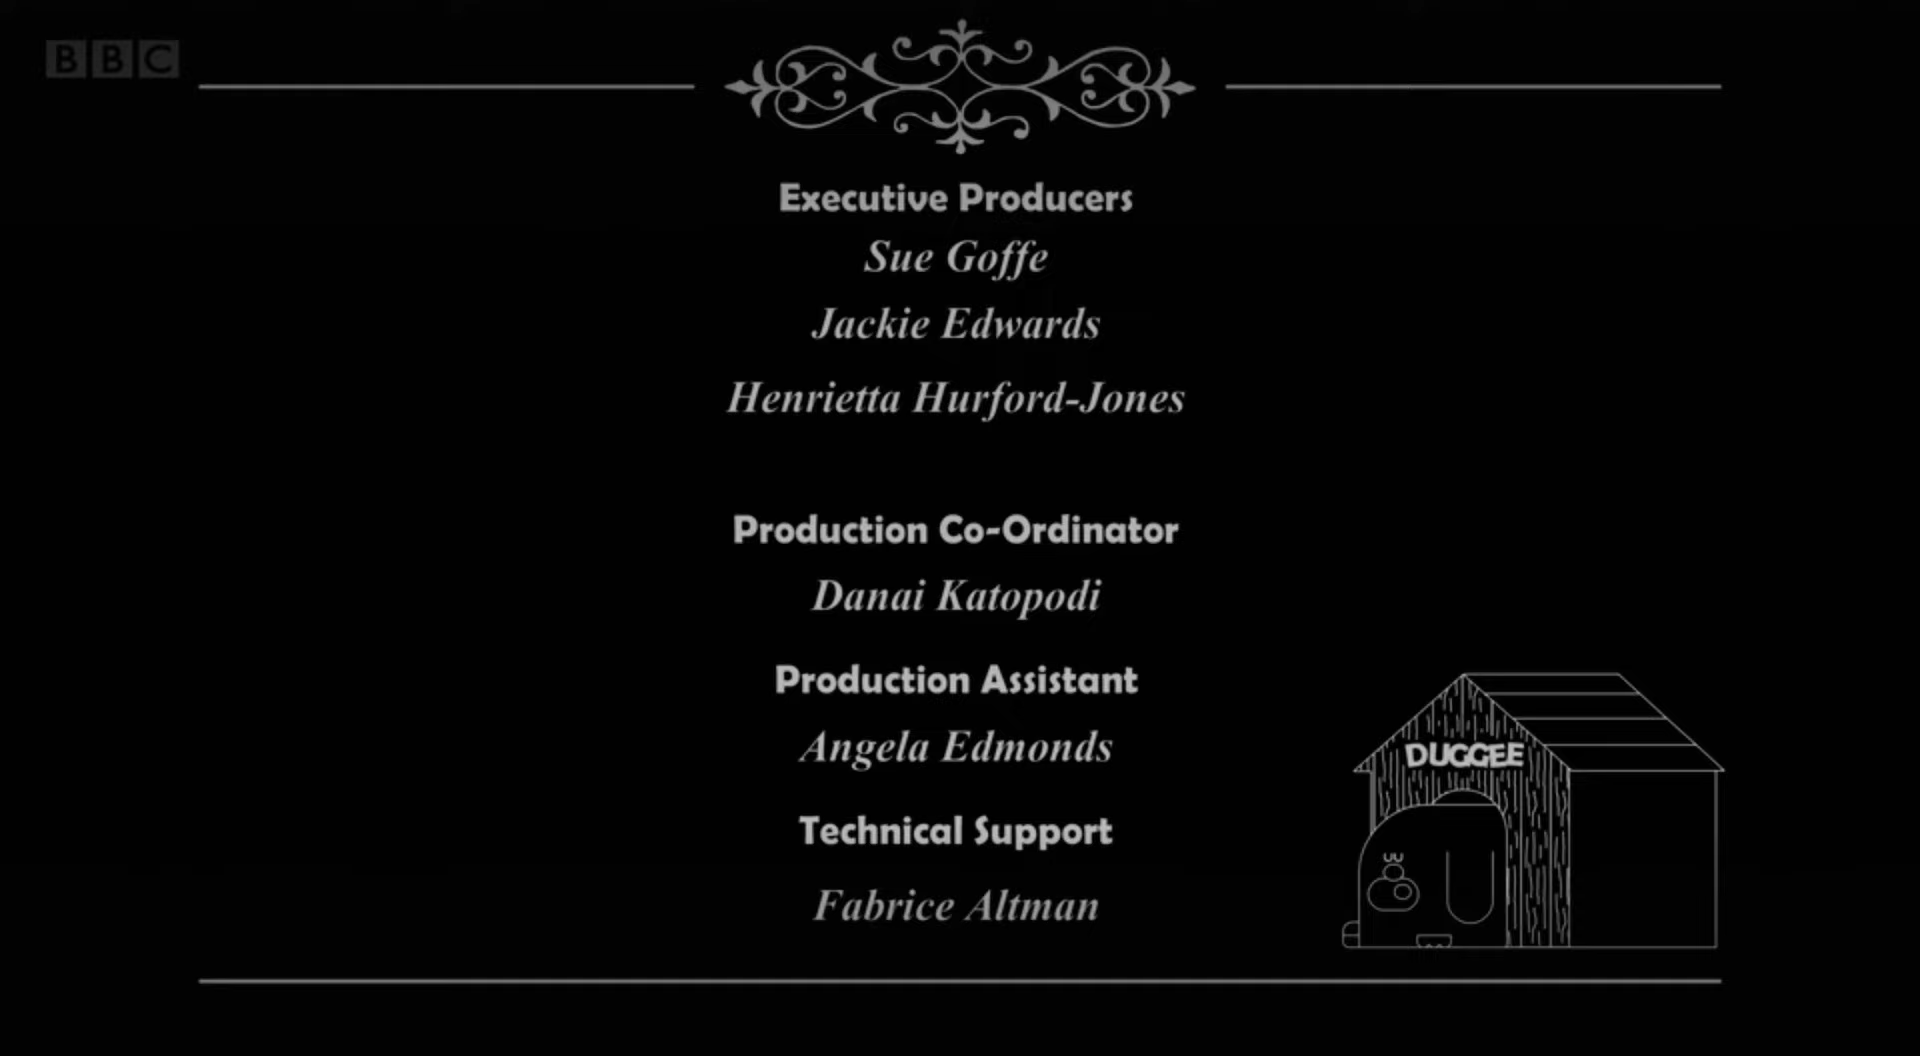 BBC
Executive Producers
Sue Goffe
Jackie Edwards
Henrietta Hurford-Jones
Production Co-Ordinator
Danai Katopodi
Production Assistant
Angela Edmonds
Technical Support
Fabrice Altman
DUGGEE